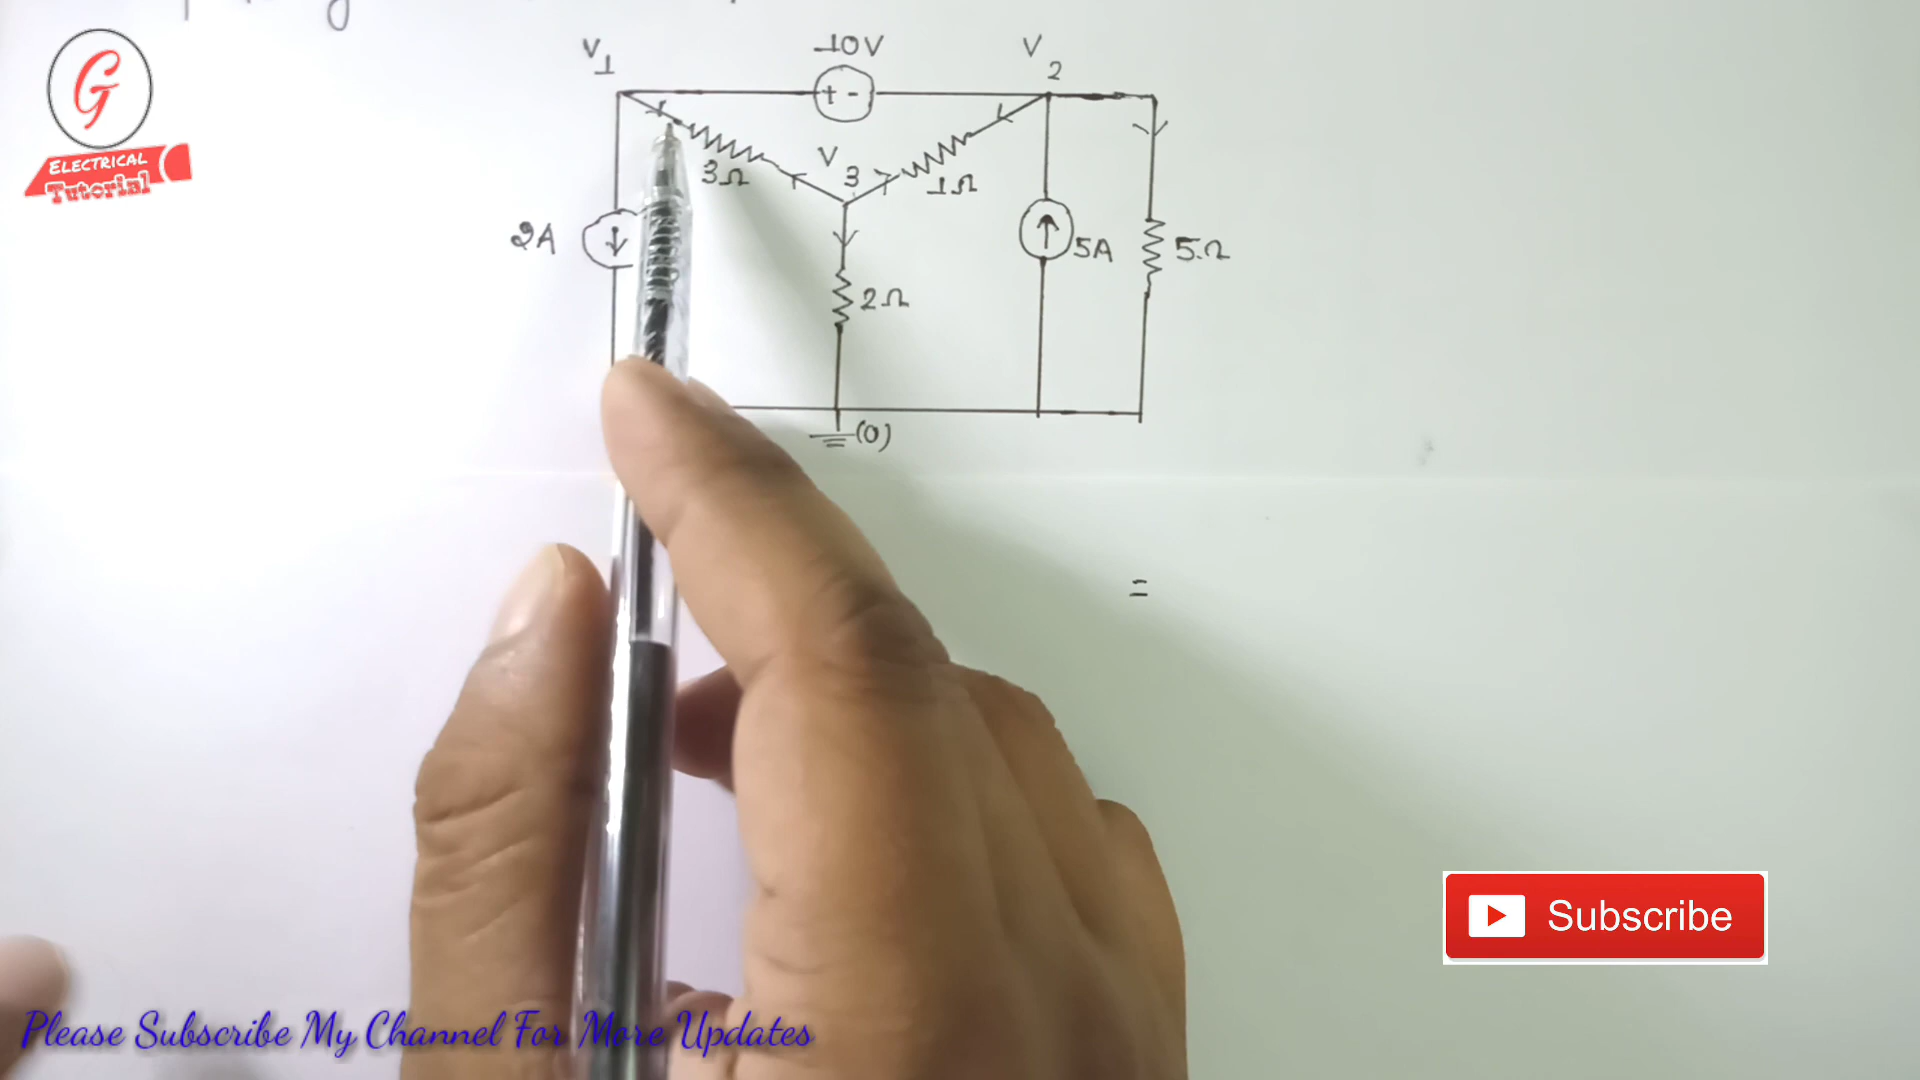 G
ELECTRICAL
Tutorial
V1
10V
+ -
V2
3Ω
V3
1Ω
2A
5A
5Ω
2Ω
(0)
=
Subscribe
Please Subscribe My Channel For More Updates